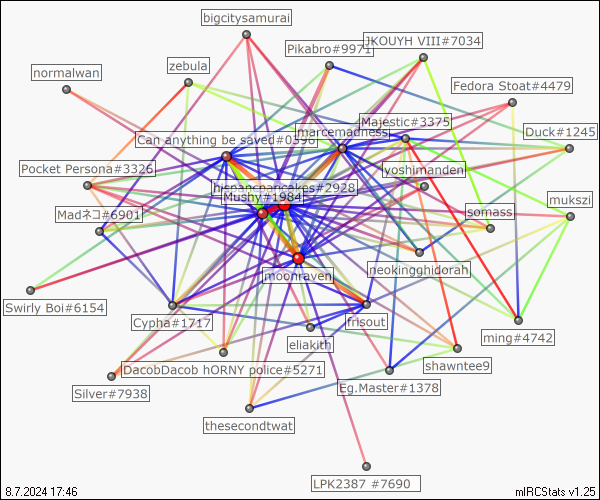 bigcitysamurai
JKOUYH VIII#7034
Pikabro#9971
zebula
normalwan
Fedora Stoat#4479
Majestic#3375
marcemadness
Duck#1245
Can anything be saved#0398
Pocket Persona#3326
yoshimanden
hispancpancakes#2928
Mushy#1984
mukszi
somass
Madネコ#6901
neokingghidorah
moonraven
Swirly Boi#6154
Cypha#1717
frisout
ming#4742
eliakith
shawntee9
DacobDacob hORNY police#5271
Eg.Master#1378
Silver#7938
thesecondtwat
LPK2387 #7690
8.7.2024 17:46
mIRCStats v1.25